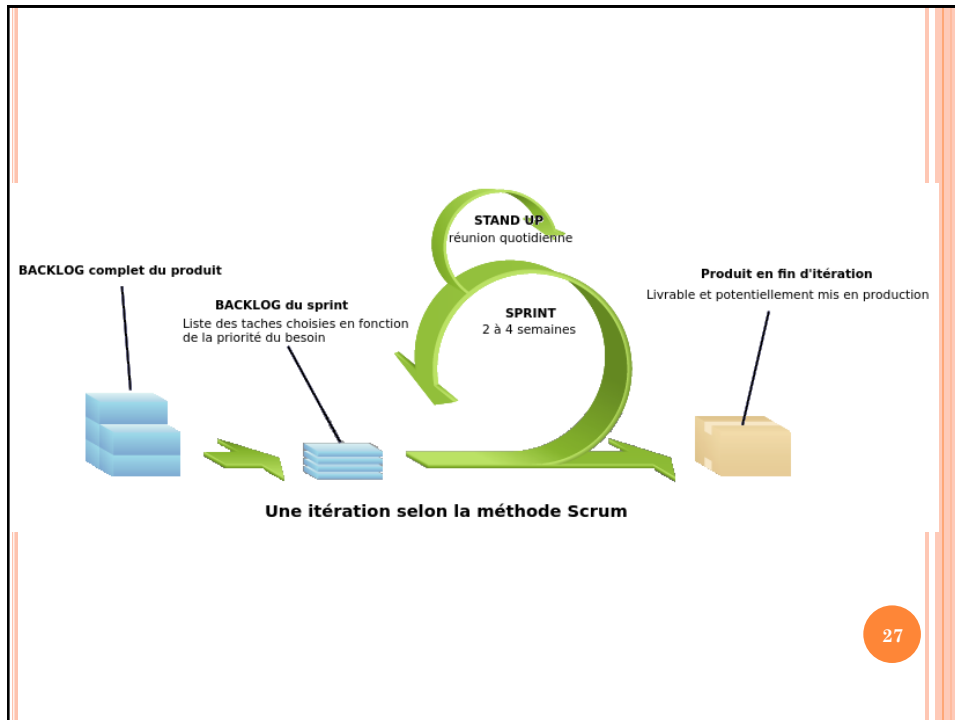 STAND UP
réunion quotidienne
BACKLOG complet du produit
BACKLOG du sprint
Liste des taches choisies en fonction
de la priorité du besoin
SPRINT
2 à 4 semaines
Produit en fin d'itération
Livrable et potentiellement mis en production
Une itération selon la méthode Scrum
27